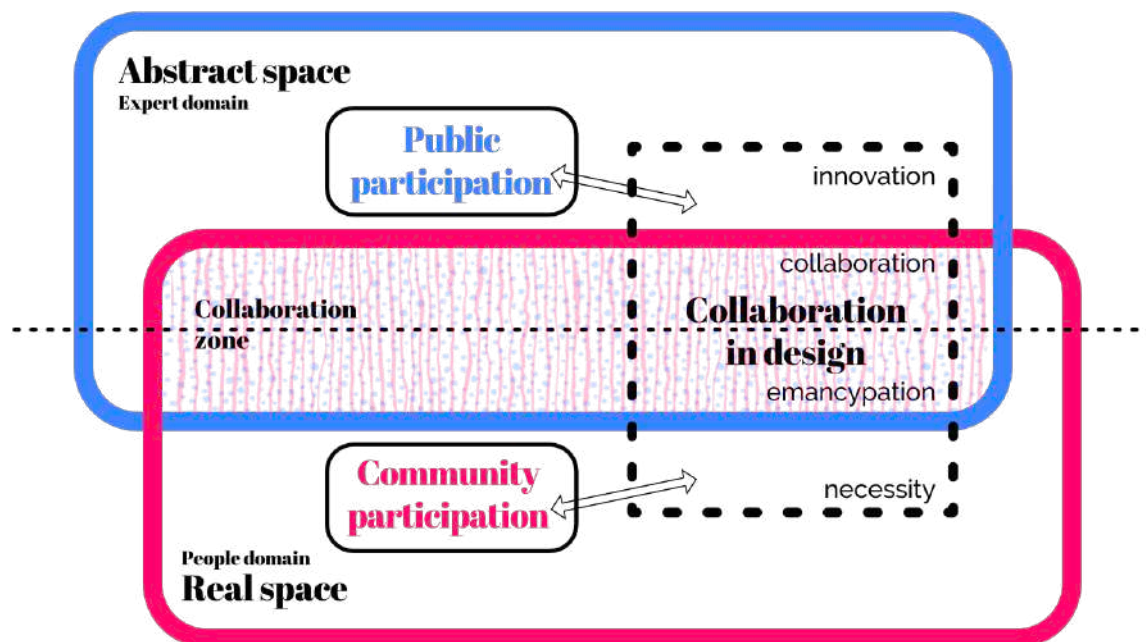 Abstract space
Expert domain
Public
participation
innovation
collaboration
Collaboration
zone
Collaboration
in design
emancypation
Community
participation
necessity
People domain
Real space